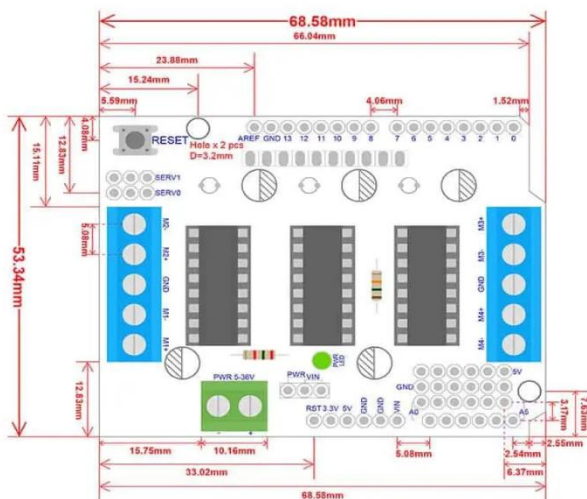 68.58mm
66.04mm
23.88mm
15.24mm
5.59mm
4.06mm
1.52mm
4.08mm
12.83mm
15.11mm
53.34mm
RESET
Holo x 2 pcs
D=3.2mm
AREF GND 13 12 11 10 9 8 7 6 5 4 3 2 1 0
SERV1
SERV0
5.08mm
M2-
M2+
GND
M1-
M1+
M3+
M3-
GND
M4+
M4-
12.83mm
PWR 5-36V
- +
PWR VIN
PWR
LED
GND
5V
RST 3.3V 5V GND GND VIN
A0
A5
7.63mm
3.17mm
15.75mm
10.16mm
5.08mm
2.54mm
2.55mm
33.02mm
6.37mm
68.58mm